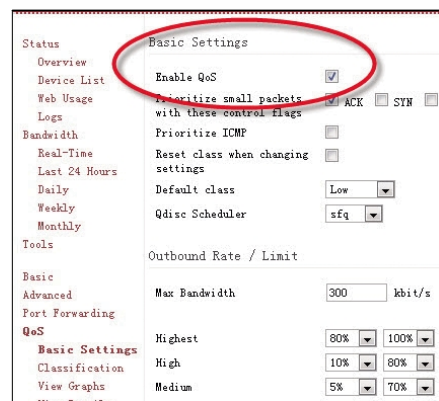 Status
Overview
Device List
Web Usage
Logs
Bandwidth
Real-Time
Last 24 Hours
Daily
Weekly
Monthly
Tools
Basic
Advanced
Port Forwarding
QoS
Basic Settings
Classification
View Graphs
Basic Settings
Enable QoS
Prioritize small packets with these control flags ACK SYN
Prioritize ICMP
Reset class when changing settings
Default class Low
Qdisc Scheduler sfq
Outbound Rate / Limit
Max Bandwidth 300 kbit/s
Highest 80% 100%
High 10% 80%
Medium 5% 70%